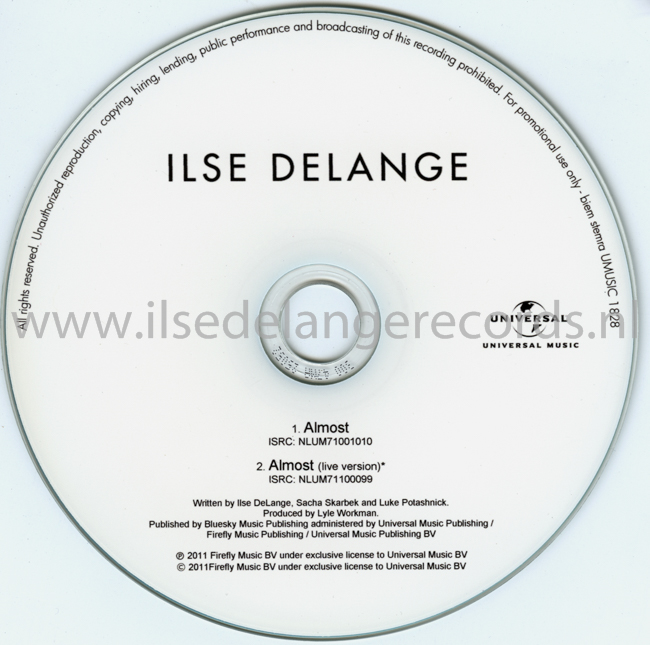 All rights reserved. Unauthorized reproduction, copying, hiring, lending, public performance and broadcasting of this recording prohibited. For promotional use only - biem stemra UMUSIC 1828
ILSE DELANGE
www.ilsedelangerecords.nl
UNIVERSAL
UNIVERSAL MUSIC
1. Almost
ISRC: NLUM71001010
2. Almost (live version)*
ISRC: NLUM71100099
Written by Ilse DeLange, Sacha Skarbek and Luke Potashnick.
Produced by Lyle Workman.
Published by Bluesky Music Publishing administered by Universal Music Publishing /
Firefly Music Publishing / Universal Music Publishing BV
℗ 2011 Firefly Music BV under exclusive license to Universal Music BV
© 2011Firefly Music BV under exclusive license to Universal Music BV